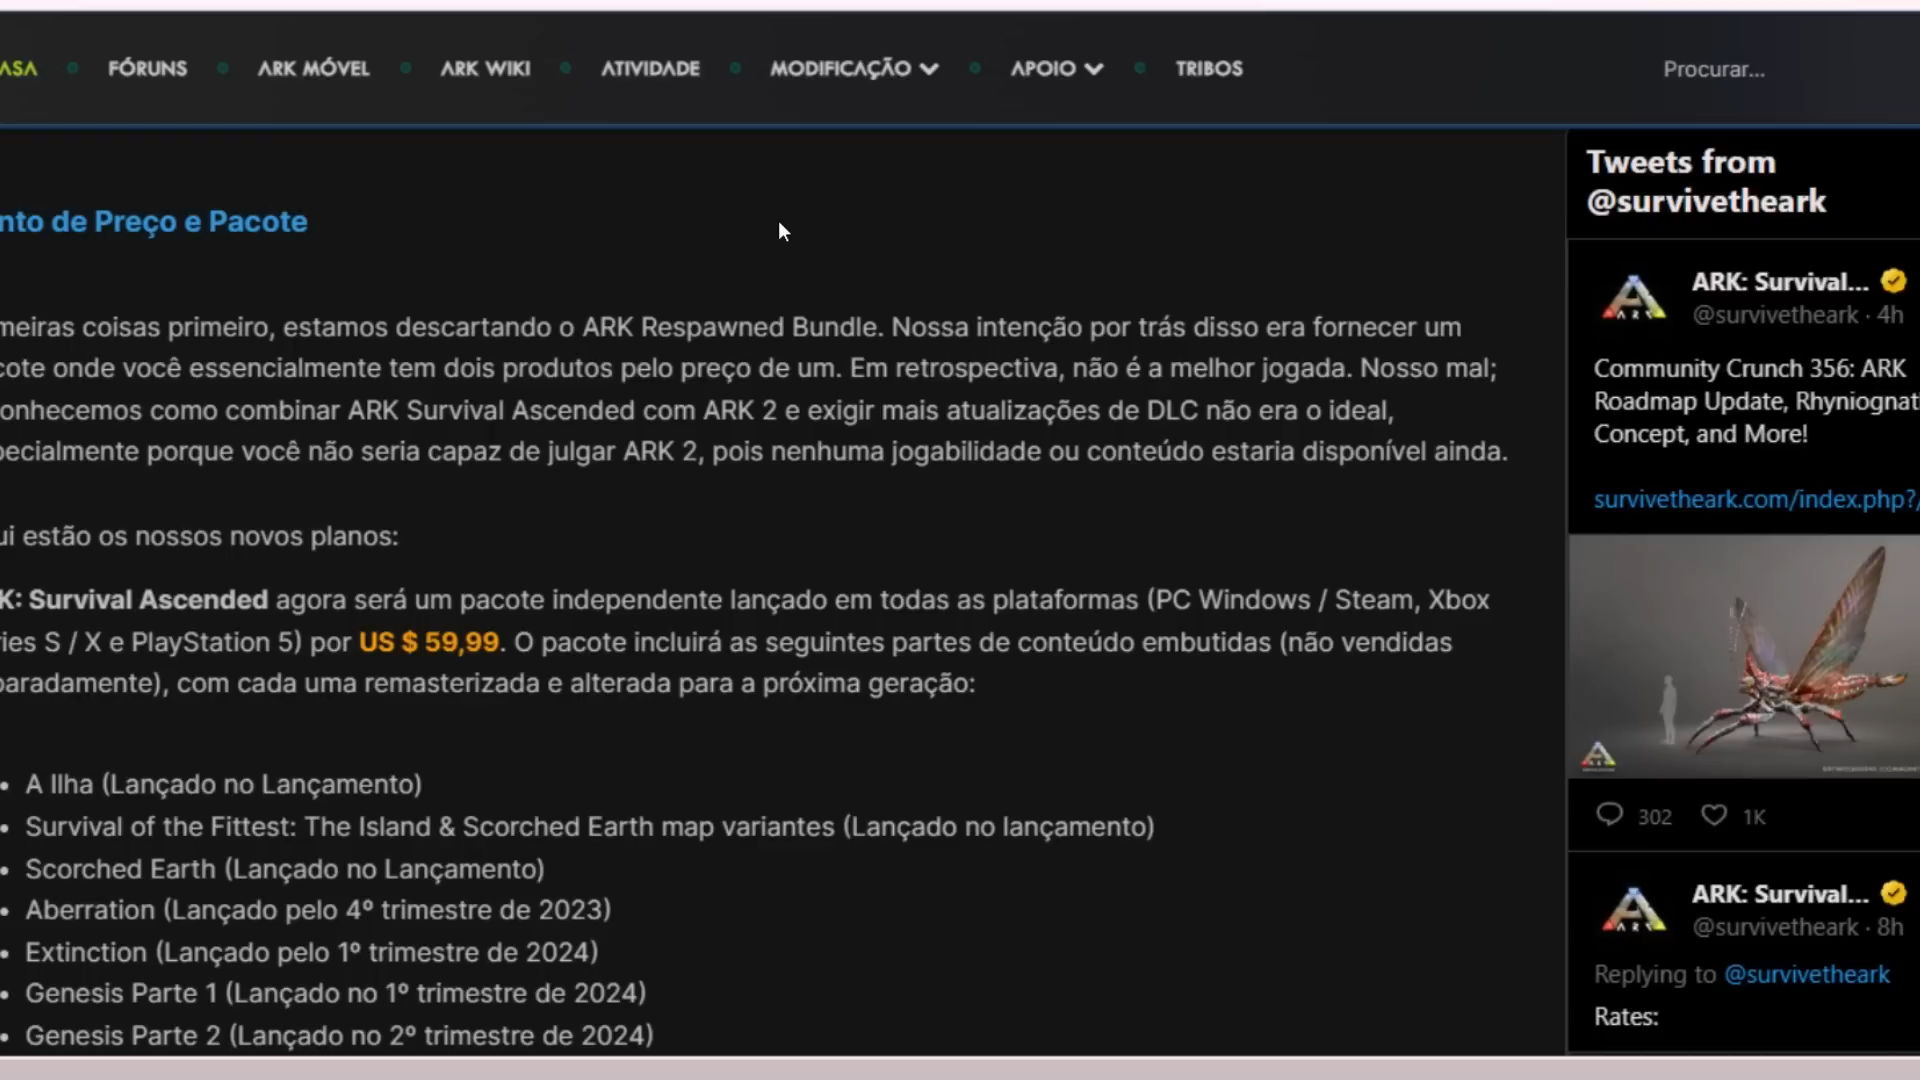 ASA FÓRUNS ARK MÓVEL ARK WIKI ATIVIDADE MODIFICAÇÃO APOIO TRIBOS Procurar...
nto de Preço e Pacote
meiras coisas primeiro, estamos descartando o ARK Respawned Bundle. Nossa intenção por trás disso era fornecer um
cote onde você essencialmente tem dois produtos pelo preço de um. Em retrospectiva, não é a melhor jogada. Nosso mal;
onhecemos como combinar ARK Survival Ascended com ARK 2 e exigir mais atualizações de DLC não era o ideal,
pecialmente porque você não seria capaz de julgar ARK 2, pois nenhuma jogabilidade ou conteúdo estaria disponível ainda.
ui estão os nossos novos planos:
K: Survival Ascended agora será um pacote independente lançado em todas as plataformas (PC Windows / Steam, Xbox
ries S / X e PlayStation 5) por US $ 59,99. O pacote incluirá as seguintes partes de conteúdo embutidas (não vendidas
paradamente), com cada uma remasterizada e alterada para a próxima geração:
• A Ilha (Lançado no Lançamento)
• Survival of the Fittest: The Island & Scorched Earth map variantes (Lançado no lançamento)
• Scorched Earth (Lançado no Lançamento)
• Aberration (Lançado pelo 4º trimestre de 2023)
• Extinction (Lançado pelo 1º trimestre de 2024)
• Genesis Parte 1 (Lançado no 1º trimestre de 2024)
• Genesis Parte 2 (Lançado no 2º trimestre de 2024)
Tweets from
@survivetheark
ARK: Survival...
@survivetheark · 4h
Community Crunch 356: ARK
Roadmap Update, Rhyniognat
Concept, and More!
survivetheark.com/index.php?/
ARK
302 1K
ARK: Survival...
@survivetheark · 8h
Replying to @survivetheark
Rates: